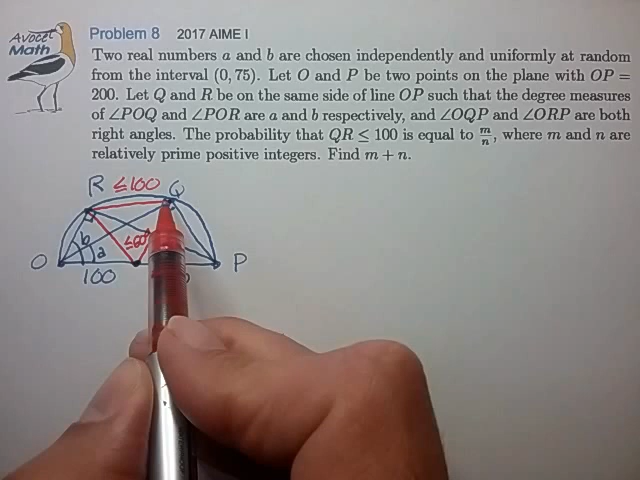 Avocet
Math
Problem 8 2017 AIME I
Two real numbers a and b are chosen independently and uniformly at random
from the interval (0, 75). Let O and P be two points on the plane with OP =
200. Let Q and R be on the same side of line OP such that the degree measures
of ∠POQ and ∠POR are a and b respectively, and ∠OQP and ∠ORP are both
right angles. The probability that QR ≤ 100 is equal to m/n, where m and n are
relatively prime positive integers. Find m + n.
R ≤100 Q
b
a ≤60°
O P
100